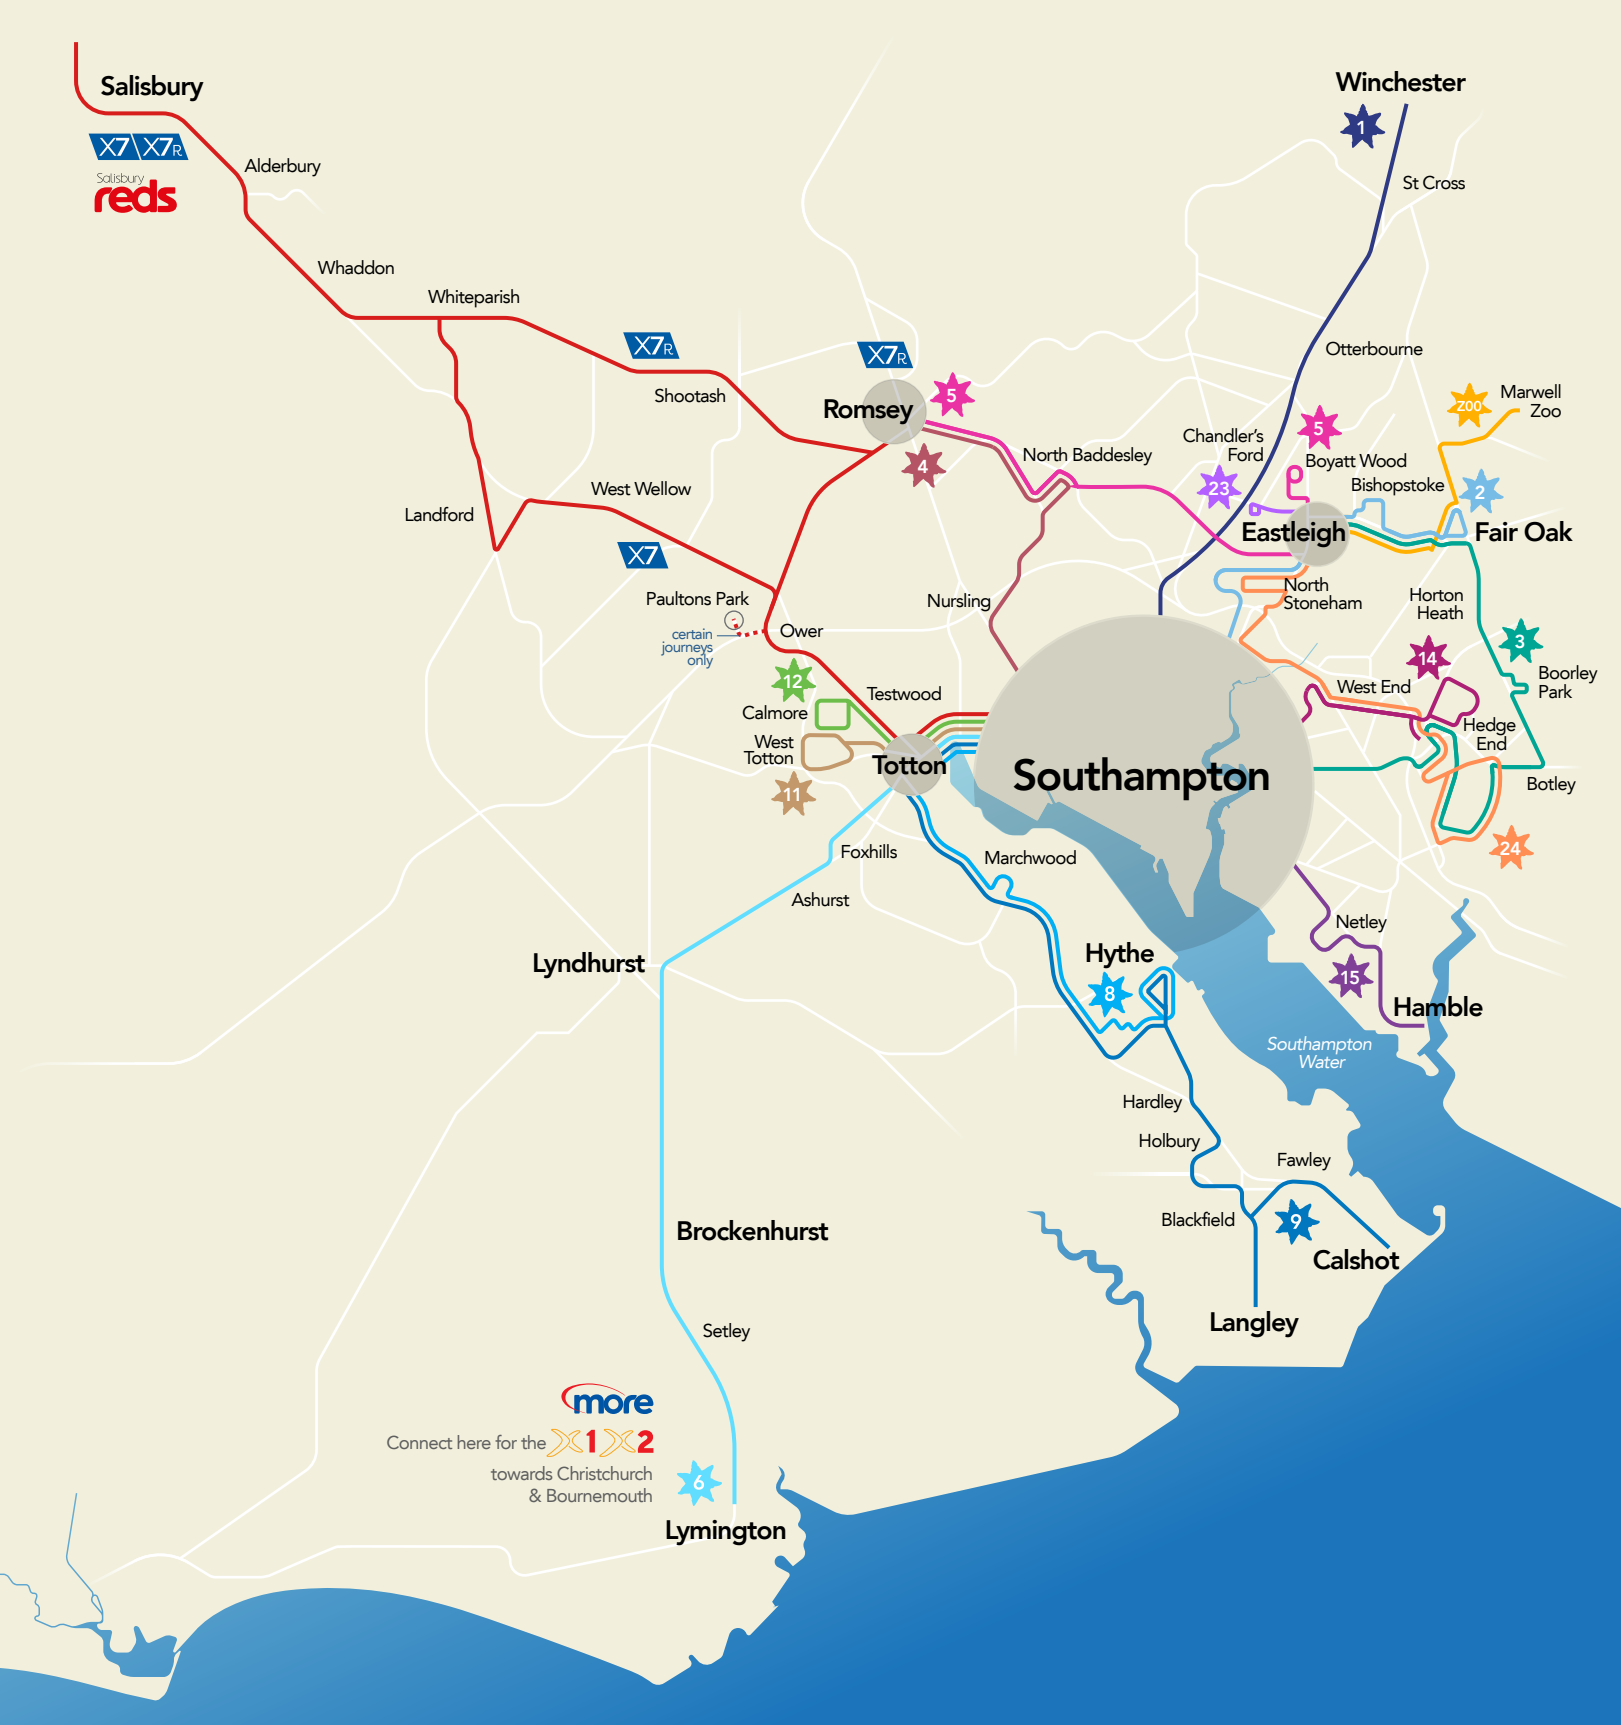 Salisbury
X7 X7R
Salisbury
reds
Alderbury
Whaddon
Whiteparish
X7R
Shootash
X7R
Romsey
5
4
North Baddesley
Winchester
1
St Cross
Otterbourne
Marwell
Zoo
ZOO
5
Chandler's
Ford
23
Boyatt Wood
Bishopstoke
2
Eastleigh
Fair Oak
West Wellow
Landford
X7
Paultons Park
certain
journeys
only
Ower
Nursling
North
Stoneham
Horton
Heath
14
3
Boorley
Park
West End
Hedge
End
Botley
24
12
Calmore
Testwood
West
Totton
11
Totton
Southampton
Foxhills
Ashurst
Marchwood
Lyndhurst
Hythe
8
Netley
15
Hamble
Southampton
Water
Hardley
Holbury
Fawley
Blackfield
9
Calshot
Langley
Brockenhurst
Setley
more
Connect here for the X1 X2
towards Christchurch
& Bournemouth
6
Lymington